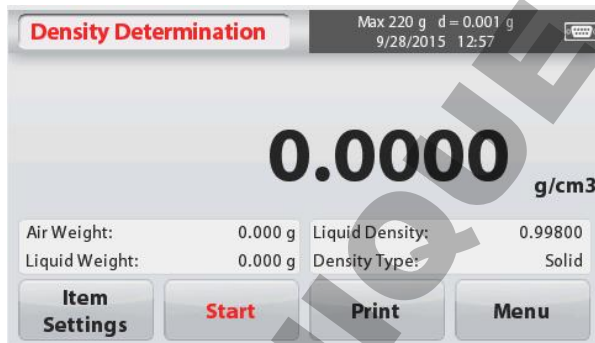 Density Determination
Max 220 g d = 0.001 g
9/28/2015 12:57
0.0000
g/cm3
Air Weight: 0.000 g Liquid Density: 0.99800
Liquid Weight: 0.000 g Density Type: Solid
Item
Settings
Start
Print
Menu